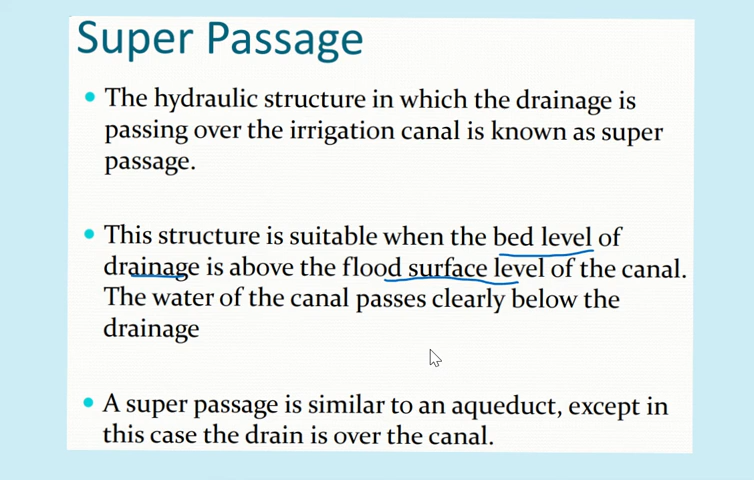 Super Passage
• The hydraulic structure in which the drainage is
passing over the irrigation canal is known as super
passage.
• This structure is suitable when the bed level of
drainage is above the flood surface level of the canal.
The water of the canal passes clearly below the
drainage
• A super passage is similar to an aqueduct, except in
this case the drain is over the canal.